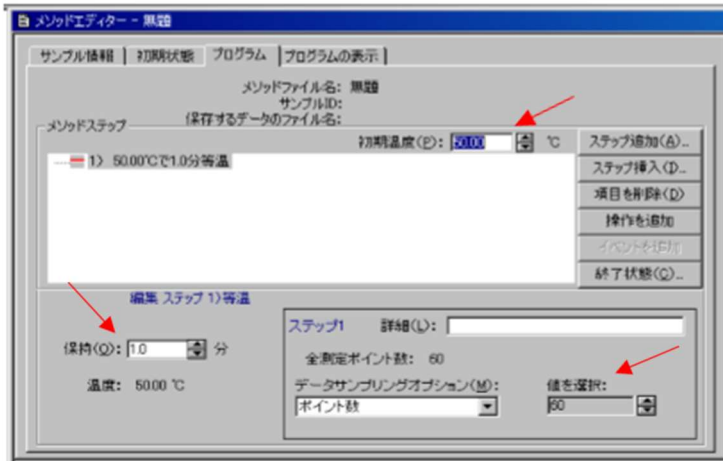 メソッドエディター - 無題
サンプル情報
初期状態
プログラム
プログラムの表示
メソッドファイル名: 無題
サンプルID:
保存するデータのファイル名:
メソッドステップ
初期温度(P): 50.00 ℃
1) 50.00℃で1.0分等温
ステップ追加(A)..
ステップ挿入(I)..
項目を削除(D)
操作を追加
イベントを追加
終了状態(C)..
編集 ステップ 1)等温
保持(O): 1.0 分
温度: 50.00 ℃
ステップ1 詳細(L):
全測定ポイント数: 60
データサンプリングオプション(M):
ポイント数
値を選択:
60